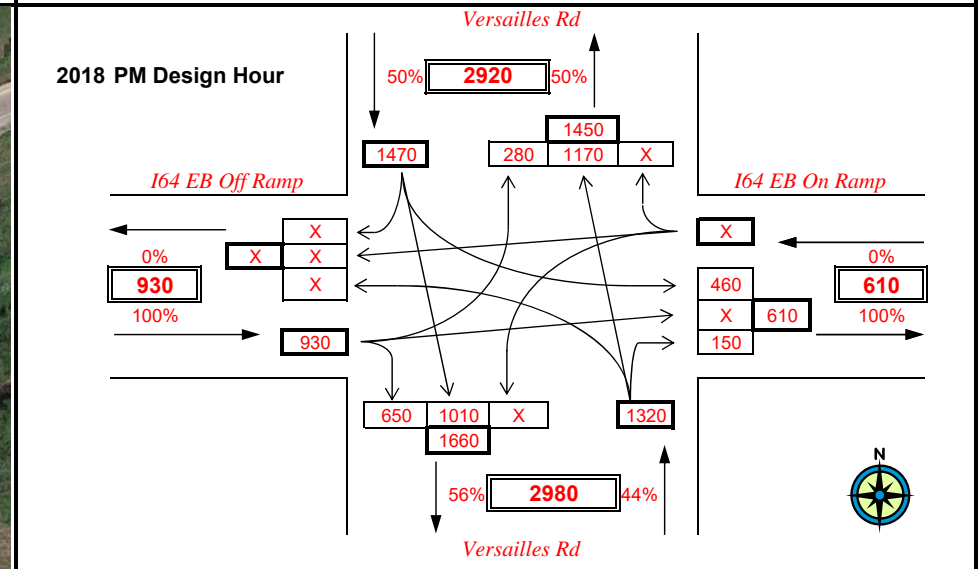 Versailles Rd
2018 PM Design Hour
50% 2920 50%
1450
1470 280 1170 X
I64 EB Off Ramp I64 EB On Ramp
X X
0% X X 0%
930 X 460 610
100% X 610 100%
930 150
650 1010 X 1320
1660
N
56% 2980 44%
Versailles Rd